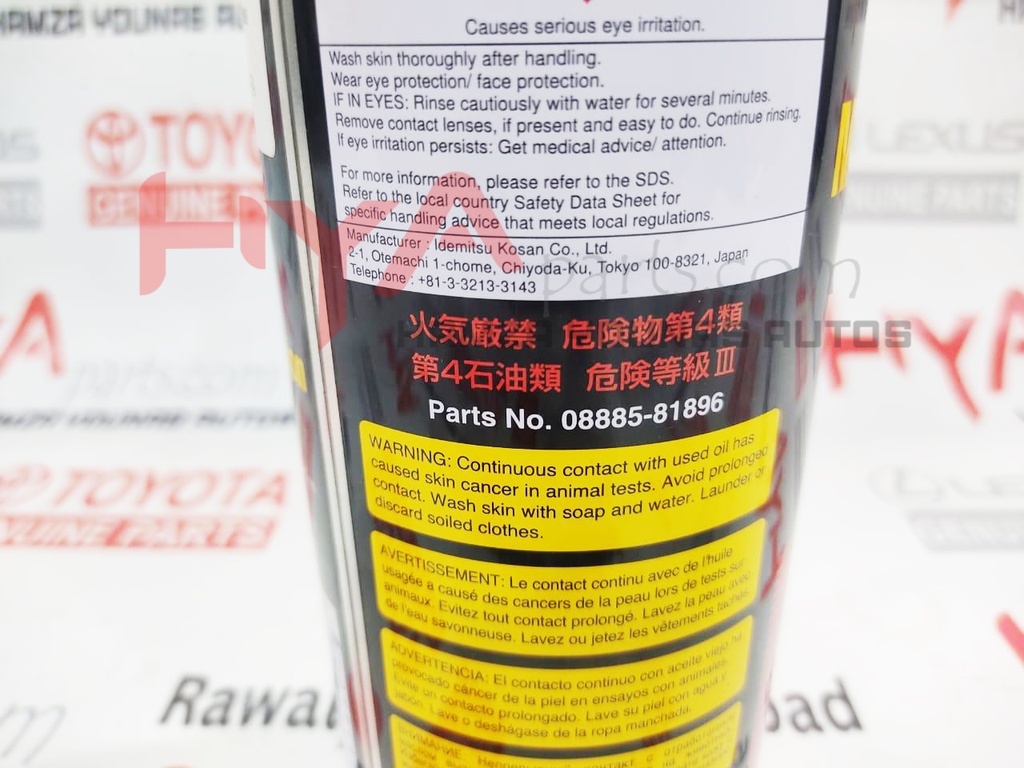 HAMZA YOUNAS A
Causes serious eye irritation.
Wash skin thoroughly after handling.
Wear eye protection/ face protection.
IF IN EYES: Rinse cautiously with water for several minutes.
Remove contact lenses, if present and easy to do. Continue rinsing.
If eye irritation persists: Get medical advice/ attention.
For more information, please refer to the SDS.
Refer to the local country Safety Data Sheet for
specific handling advice that meets local regulations.
Manufacturer : Idemitsu Kosan Co., Ltd.
2-1, Otemachi 1-chome, Chiyoda-Ku, Tokyo 100-8321, Japan
Telephone : +81-3-3213-3143
火気厳禁 危険物第4類
第4石油類 危険等級Ⅲ
Parts No. 08885-81896
WARNING: Continuous contact with used oil has
caused skin cancer in animal tests. Avoid prolonged
contact. Wash skin with soap and water. Launder or
discard soiled clothes.
AVERTISSEMENT: Le contact continu avec de l'huile
usagée a causé des cancers de la peau lors de tests sur
animaux. Evitez tout contact prolongé. Lavez la peau avec
de l'eau savonneuse. Lavez ou jetez les vêtements tachés.
ADVERTENCIA: El contacto continuo con aceite viejo ha
provocado cáncer de la piel en ensayos con animales.
Evite un contacto prolongado. Lave su piel con agua y
jabón. Lave o deshágase de la ropa manchada.
ВНИМАНИЕ: контакт с
TOYOTA
GENUINE PARTS
LEXUS
HYA
parts.com
AUTOS
TOYOTA
GENUINE PARTS